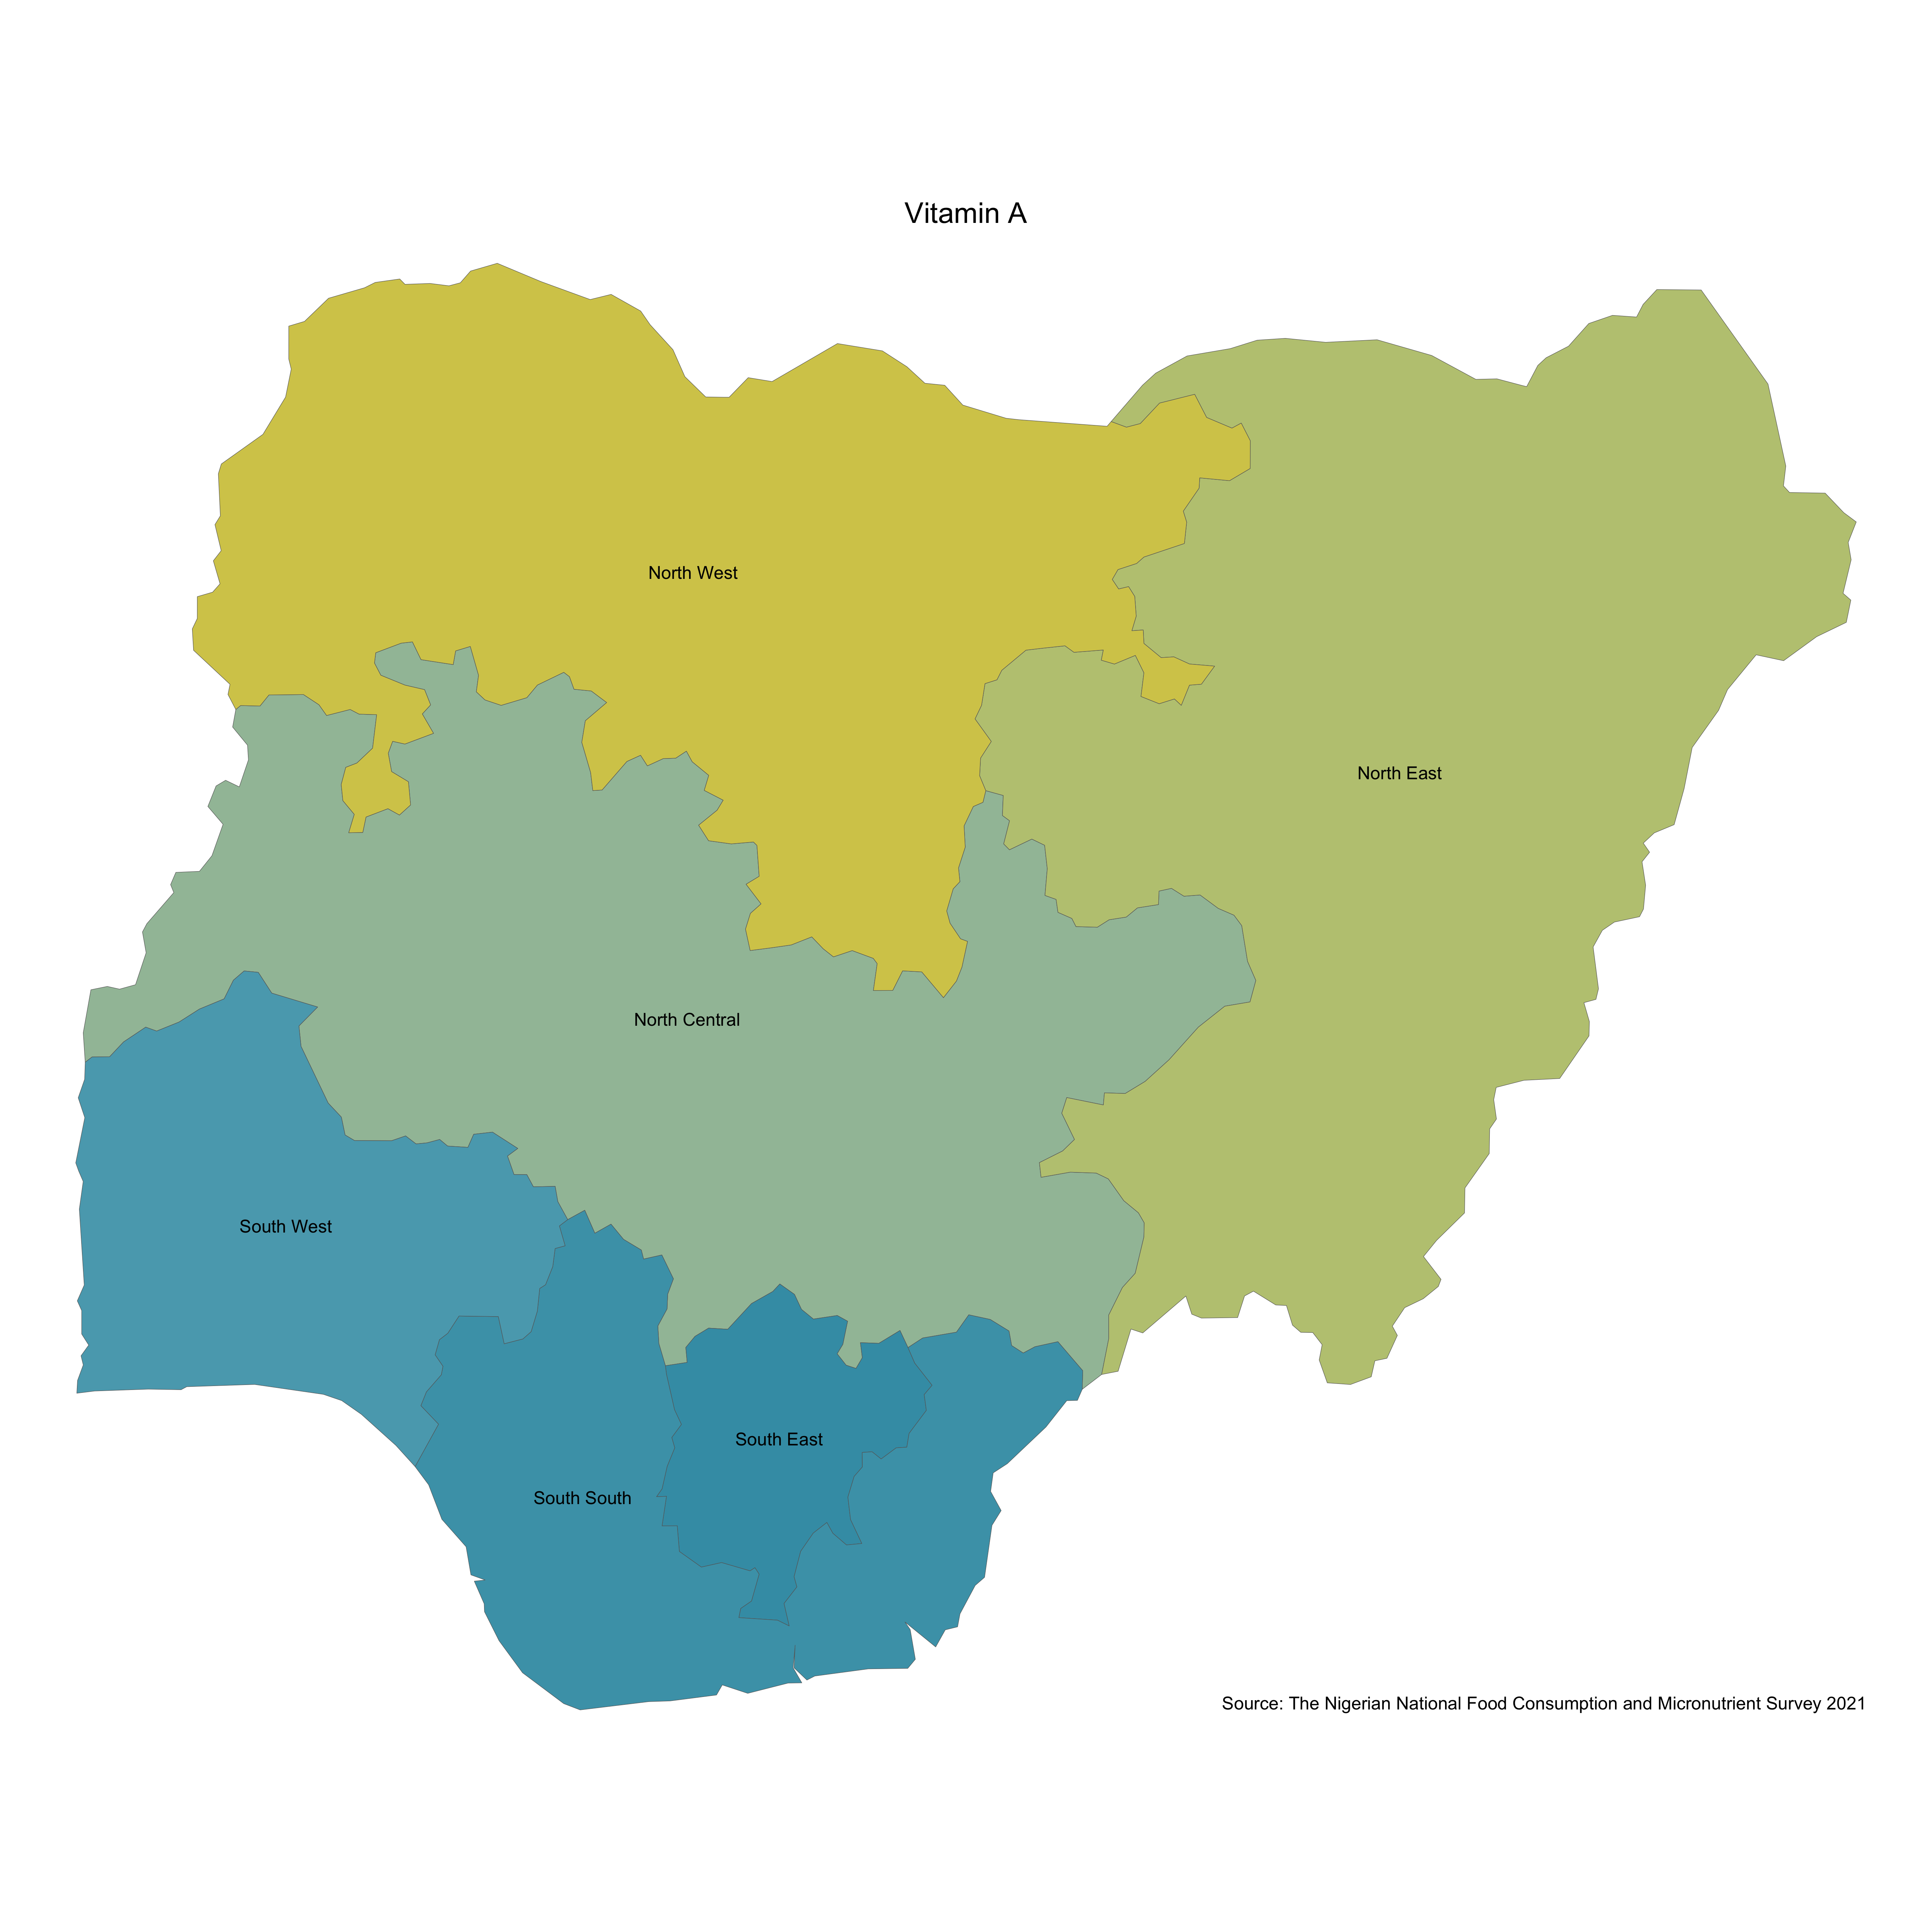 Vitamin A
North West
North East
North Central
South West
South East
South South
Source: The Nigerian National Food Consumption and Micronutrient Survey 2021